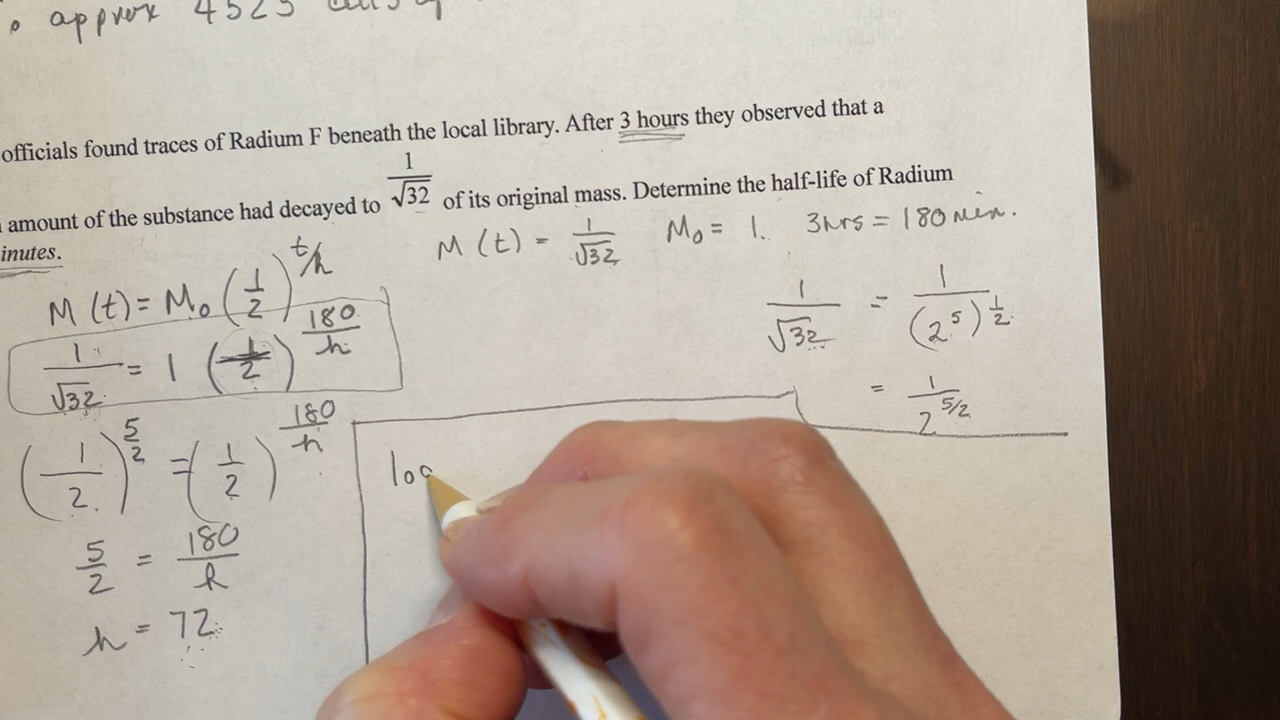 approx 4523
officials found traces of Radium F beneath the local library. After 3 hours they observed that a
amount of the substance had decayed to 1/√32 of its original mass. Determine the half-life of Radium
inutes.
M(t) = 1/√32 M₀ = 1. 3hrs = 180 min.
M(t) = M₀ (1/2)^(t/h)
1/√32 = 1 (1/2)^(180/h)
1/√32 = 1/(2⁵)^(1/2)
= 1/2^(5/2)
(1/2)^(5/2) = (1/2)^(180/h)
5/2 = 180/h
h = 72
log